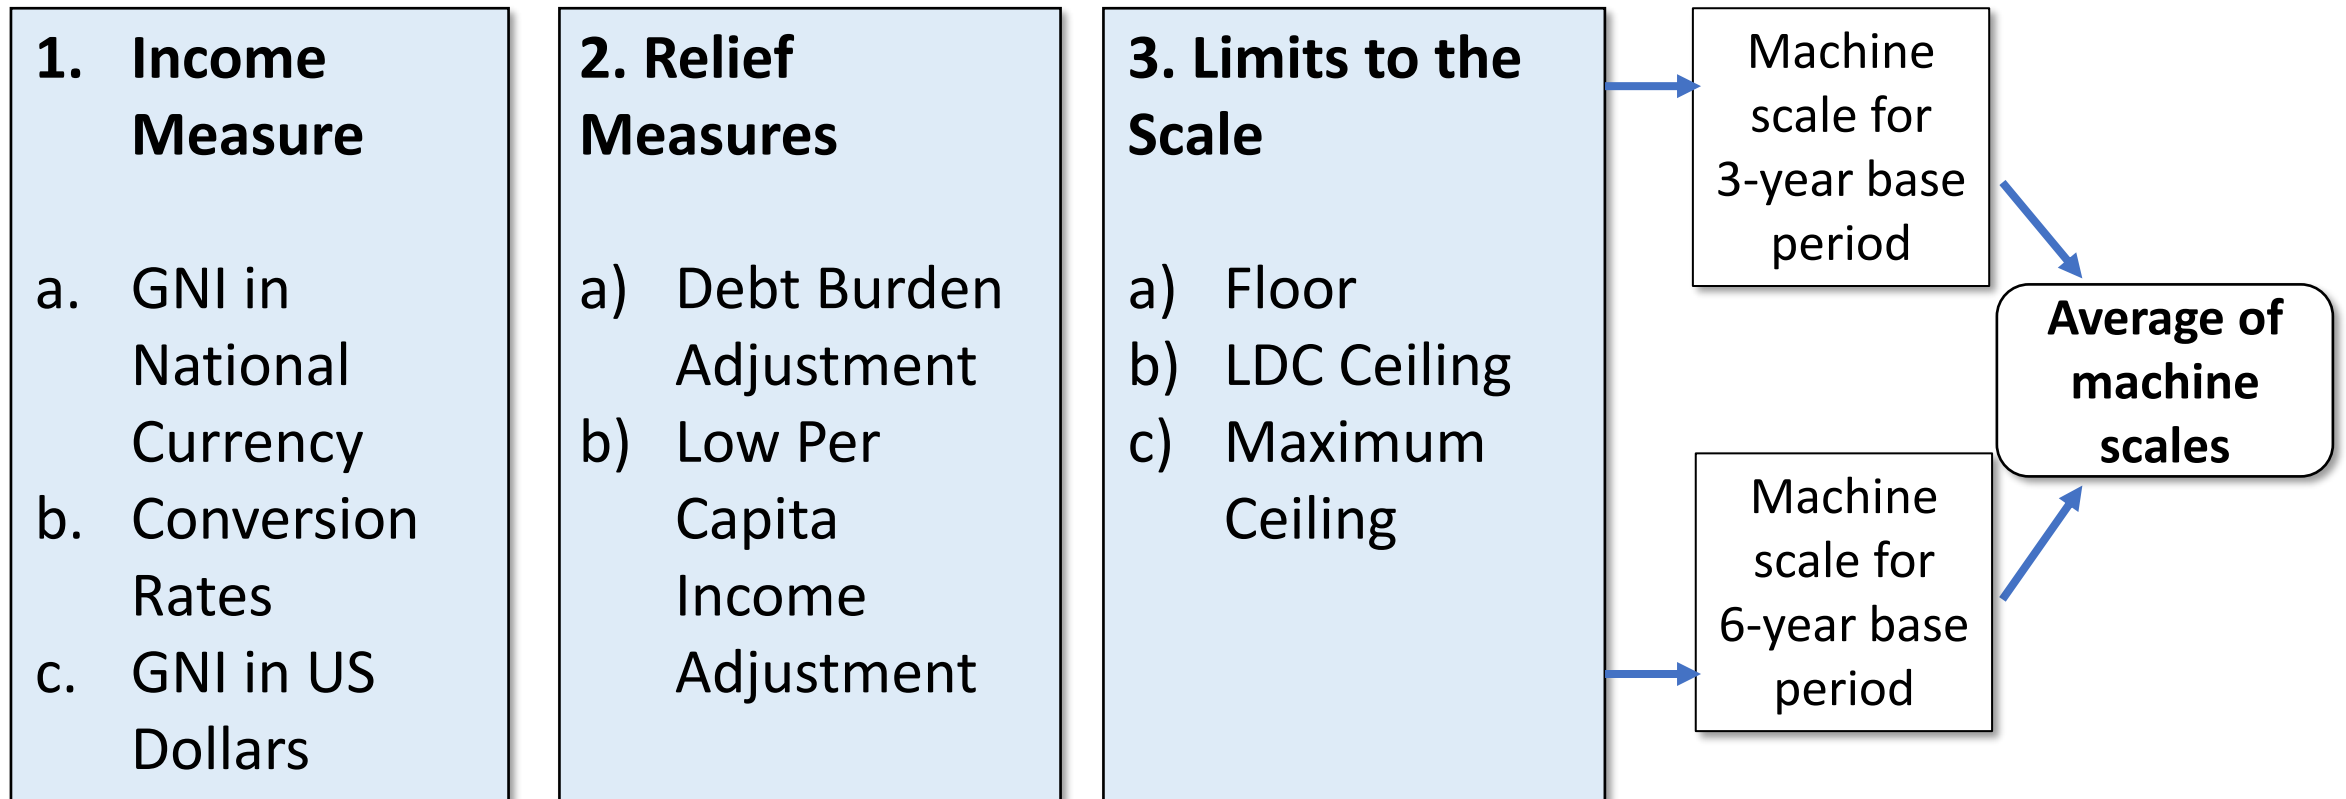 1. Income
Measure
a. GNI in
National
Currency
b. Conversion
Rates
c. GNI in US
Dollars
2. Relief
Measures
a) Debt Burden
Adjustment
b) Low Per
Capita
Income
Adjustment
3. Limits to the
Scale
a) Floor
b) LDC Ceiling
c) Maximum
Ceiling
Machine
scale for
3-year base
period
Machine
scale for
6-year base
period
Average of
machine
scales